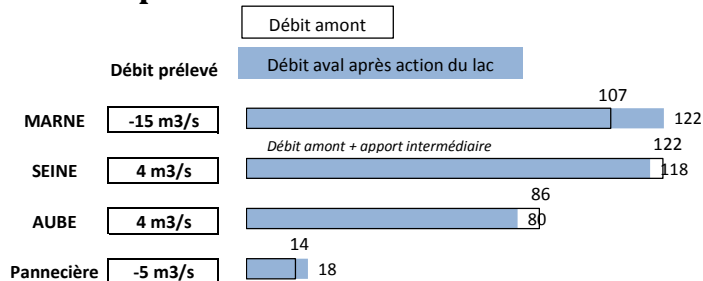 Débit amont
Débit prélevé
Débit aval après action du lac
107
MARNE
-15 m3/s
122
Débit amont + apport intermédiaire
122
SEINE
4 m3/s
118
86
AUBE
4 m3/s
80
14
Pannecière
-5 m3/s
18